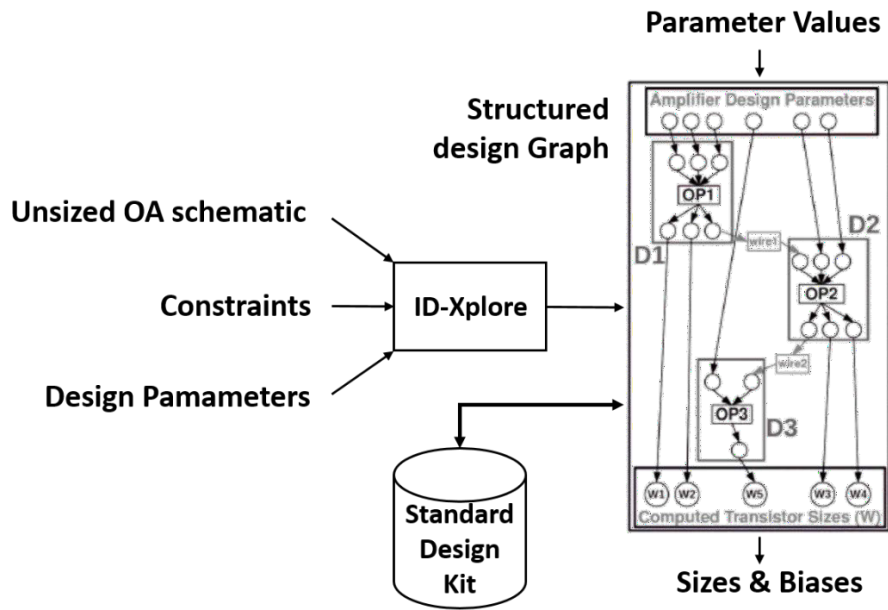 Parameter Values
Structured
design Graph
Amplifier Design Parameters
Unsized OA schematic
Constraints
Design Pamameters
ID-Xplore
OP1
D1
wire1
D2
OP2
wire2
OP3
D3
W1 W2 W5 W3 W4
Computed Transistor Sizes (W)
Standard
Design
Kit
Sizes & Biases